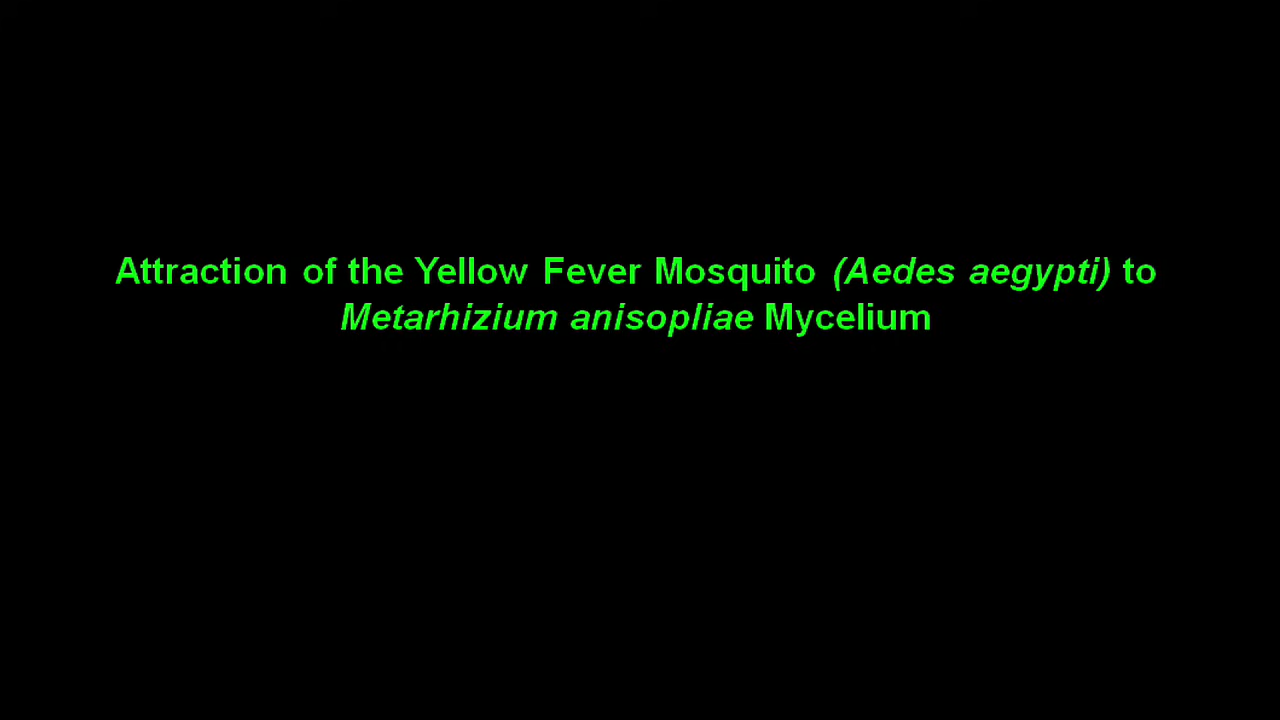 Attraction of the Yellow Fever Mosquito (Aedes aegypti) to
Metarhizium anisopliae Mycelium